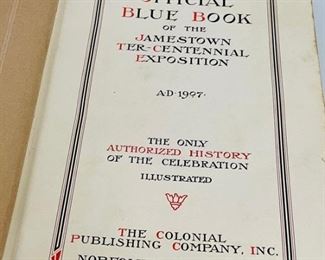 OFFICIAL
BLUE BOOK
OF THE
JAMESTOWN
TER-CENTENNIAL
EXPOSITION
A·D·1907·
THE ONLY
AUTHORIZED HISTORY
OF THE CELEBRATION
ILLUSTRATED
THE COLONIAL
PUBLISHING COMPANY, INC.